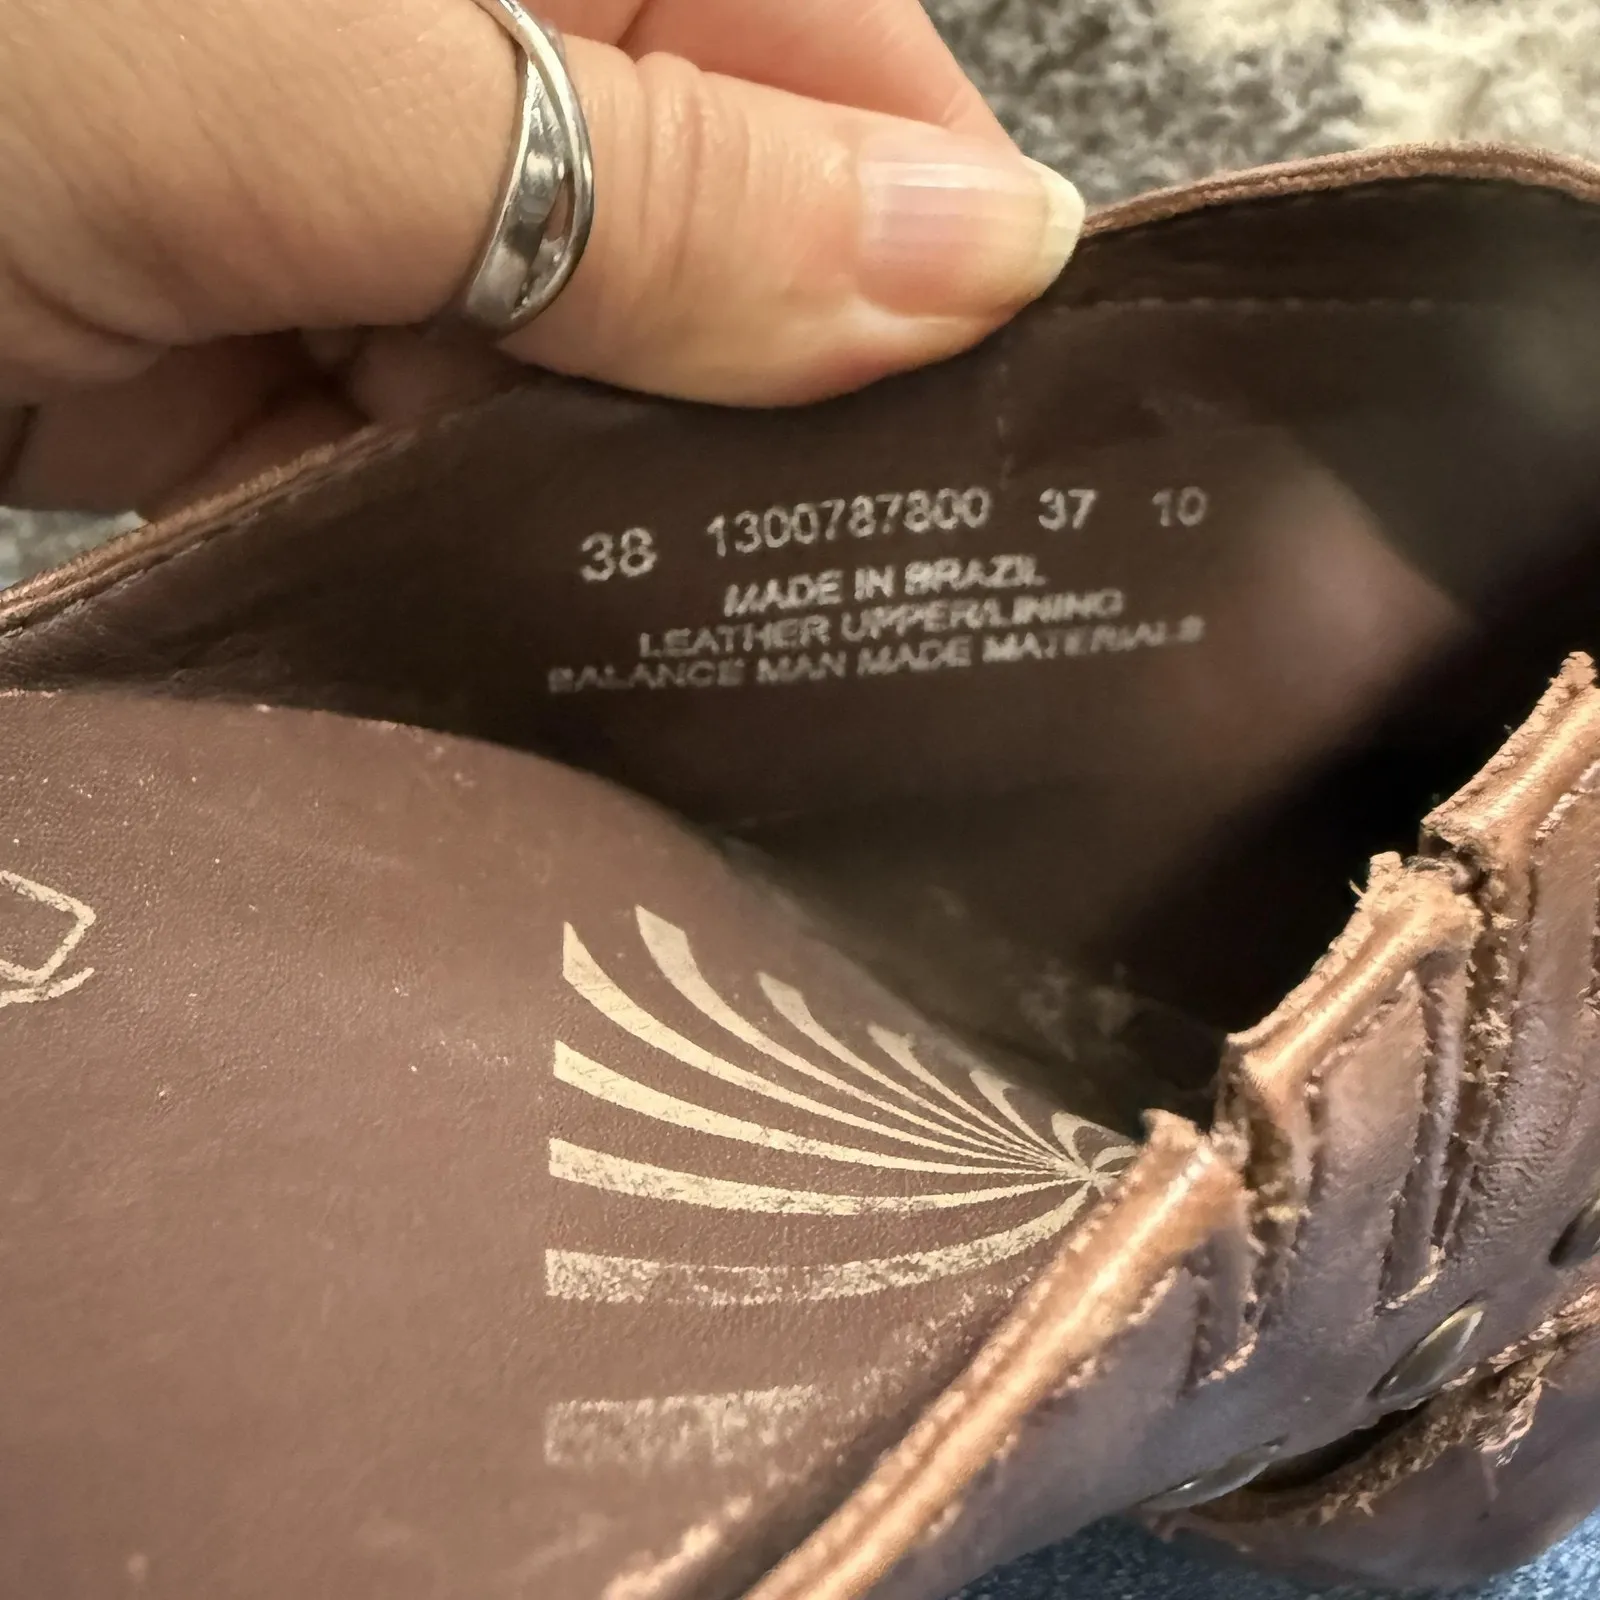 38 1300787800 37 10
MADE IN BRAZIL
LEATHER UPPER/LINING
BALANCE MAN MADE MATERIALS